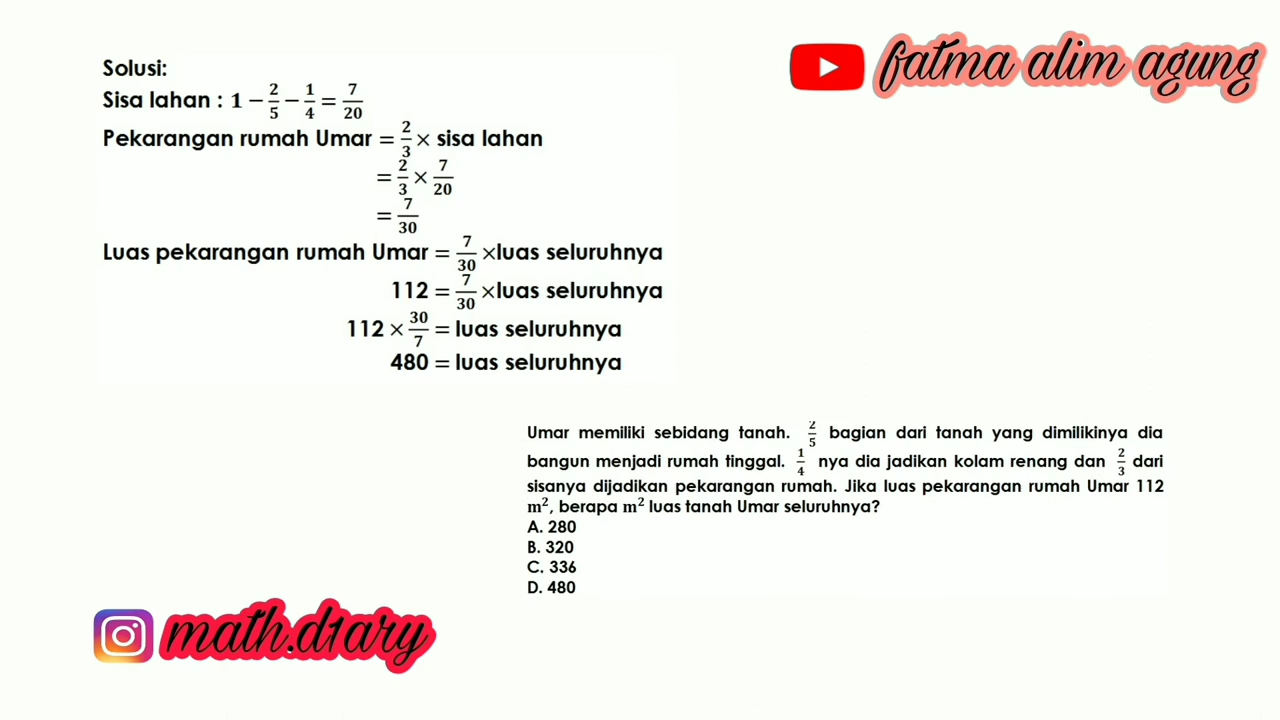 fatma alim agung
Solusi:
Sisa lahan : 1 − 2/5 − 1/4 = 7/20
Pekarangan rumah Umar = 2/3 × sisa lahan
= 2/3 × 7/20
= 7/30
Luas pekarangan rumah Umar = 7/30 ×luas seluruhnya
112 = 7/30 ×luas seluruhnya
112 × 30/7 = luas seluruhnya
480 = luas seluruhnya
Umar memiliki sebidang tanah. 2/5 bagian dari tanah yang dimilikinya dia
bangun menjadi rumah tinggal. 1/4 nya dia jadikan kolam renang dan 2/3 dari
sisanya dijadikan pekarangan rumah. Jika luas pekarangan rumah Umar 112
m², berapa m² luas tanah Umar seluruhnya?
A. 280
B. 320
C. 336
D. 480
math.d1ary